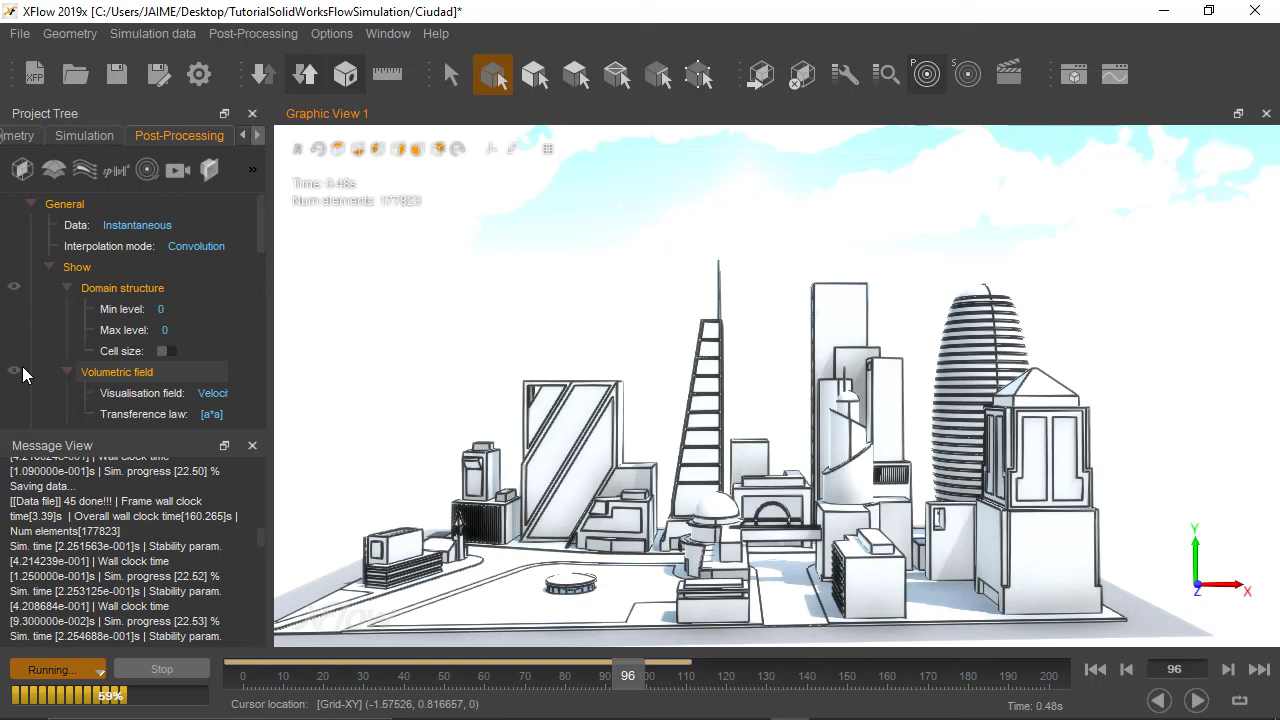 XFlow 2019x [C:/Users/JAIME/Desktop/TutorialSolidWorksFlowSimulation/Ciudad]*
File Geometry Simulation data Post-Processing Options Window Help
Project Tree
metry Simulation Post-Processing
General
Data: Instantaneous
Interpolation mode: Convolution
Show
Domain structure
Min level: 0
Max level: 0
Cell size:
Volumetric field
Visualisation field: Veloci
Transference law: [a*a]
Message View
[1.090000e-001]s | Sim. progress [22.50] %
Saving data...
[[Data file]] 45 done!!! | Frame wall clock
time[3.39]s | Overall wall clock time[160.265]s |
Num elements[177823]
Sim. time [2.251563e-001]s | Stability param.
[4.214239e-001] | Wall clock time
[1.250000e-001]s | Sim. progress [22.52] %
Sim. time [2.253125e-001]s | Stability param.
[4.208684e-001] | Wall clock time
[9.300000e-002]s | Sim. progress [22.53] %
Sim. time [2.254688e-001]s | Stability param.
Graphic View 1
Time: 0.48s
Num elements: 177823
Y
X
Z
Running... Stop
59%
0 10 20 30 40 50 60 70 80 90 96 100 110 120 130 140 150 160 170 180 190 200
96
Cursor location: [Grid-XY] (-1.57526, 0.816657, 0)
Time: 0.48s